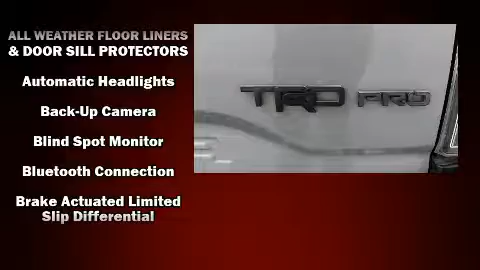 ALL WEATHER FLOOR LINERS
& DOOR SILL PROTECTORS
Automatic Headlights
Back-Up Camera
Blind Spot Monitor
Bluetooth Connection
Brake Actuated Limited
Slip Differential
TRD PRO